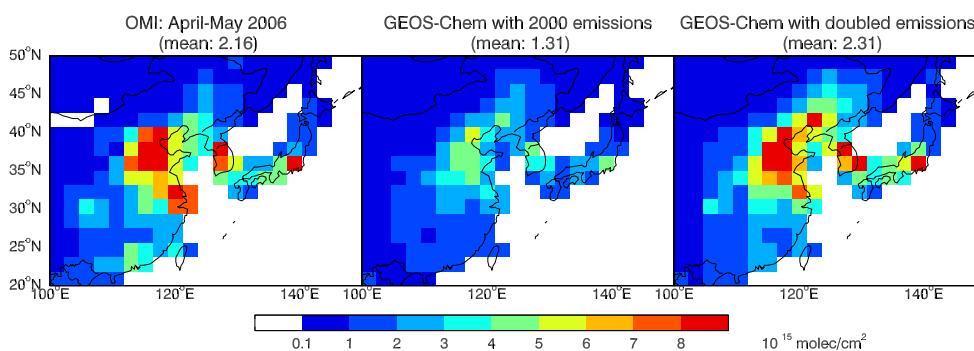 OMI: April-May 2006
(mean: 2.16)
GEOS-Chem with 2000 emissions
(mean: 1.31)
GEOS-Chem with doubled emissions
(mean: 2.31)
50°N
45°N
40°N
35°N
30°N
25°N
20°N
100°E 120°E 140°E
100°E 120°E 140°E
100°E 120°E 140°E
0.1 1 2 3 4 5 6 7 8 10¹⁵ molec/cm²